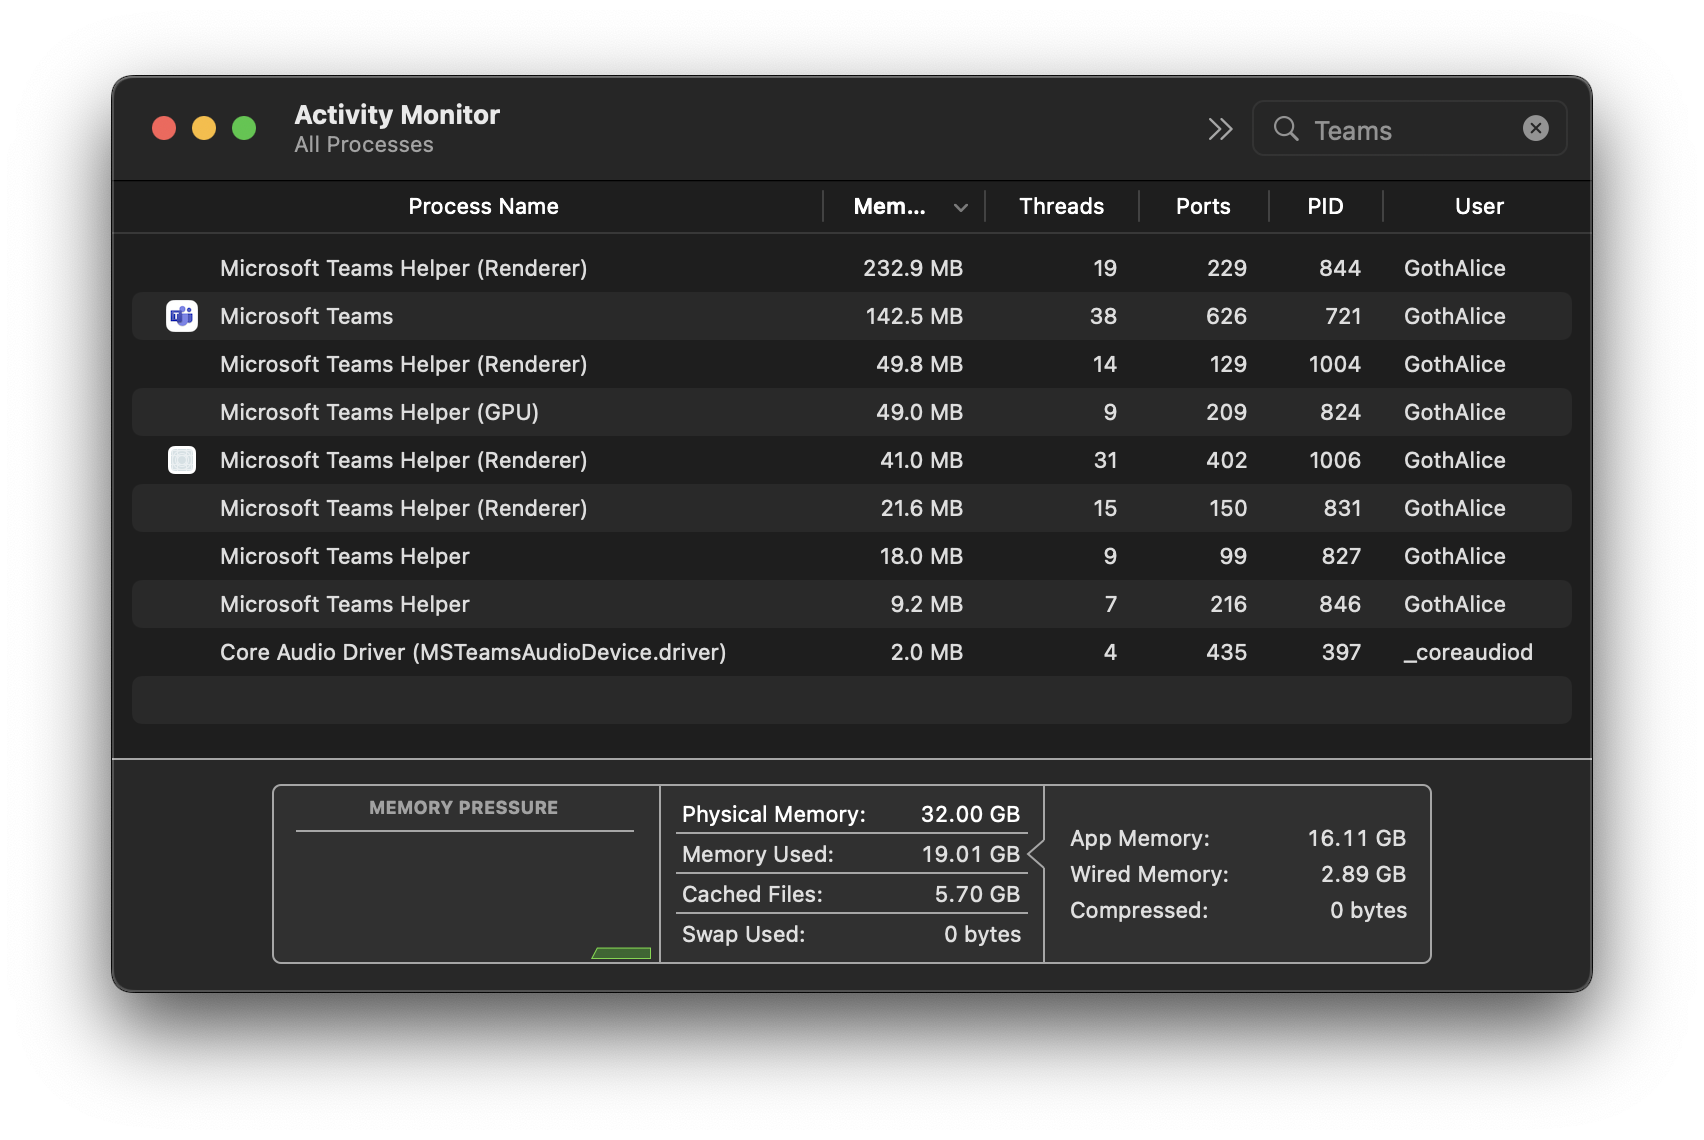 Activity Monitor
All Processes
Teams
Process Name Mem... Threads Ports PID User
Microsoft Teams Helper (Renderer) 232.9 MB 19 229 844 GothAlice
Microsoft Teams 142.5 MB 38 626 721 GothAlice
Microsoft Teams Helper (Renderer) 49.8 MB 14 129 1004 GothAlice
Microsoft Teams Helper (GPU) 49.0 MB 9 209 824 GothAlice
Microsoft Teams Helper (Renderer) 41.0 MB 31 402 1006 GothAlice
Microsoft Teams Helper (Renderer) 21.6 MB 15 150 831 GothAlice
Microsoft Teams Helper 18.0 MB 9 99 827 GothAlice
Microsoft Teams Helper 9.2 MB 7 216 846 GothAlice
Core Audio Driver (MSTeamsAudioDevice.driver) 2.0 MB 4 435 397 _coreaudiod
MEMORY PRESSURE
Physical Memory: 32.00 GB
Memory Used: 19.01 GB
Cached Files: 5.70 GB
Swap Used: 0 bytes
App Memory: 16.11 GB
Wired Memory: 2.89 GB
Compressed: 0 bytes